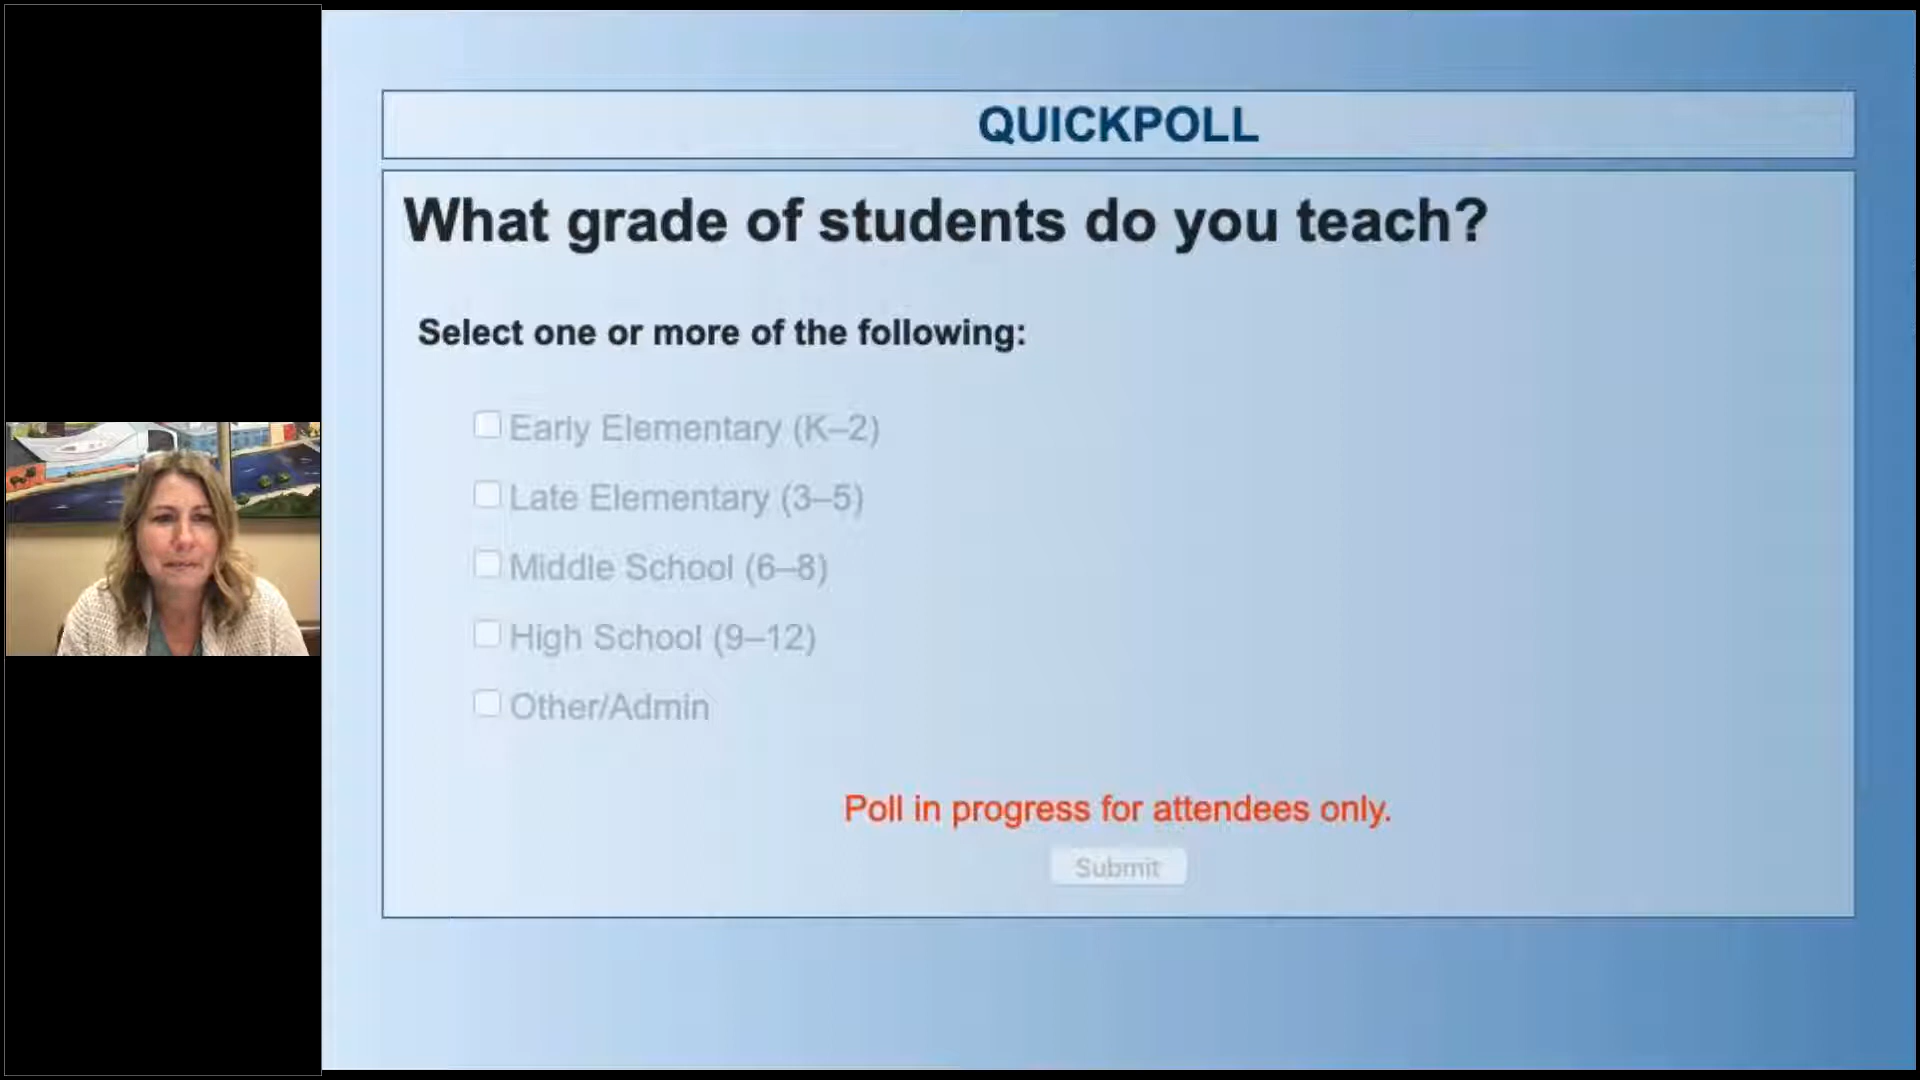 QUICKPOLL
What grade of students do you teach?
Select one or more of the following:
Early Elementary (K–2)
Late Elementary (3–5)
Middle School (6–8)
High School (9–12)
Other/Admin
Poll in progress for attendees only.
Submit